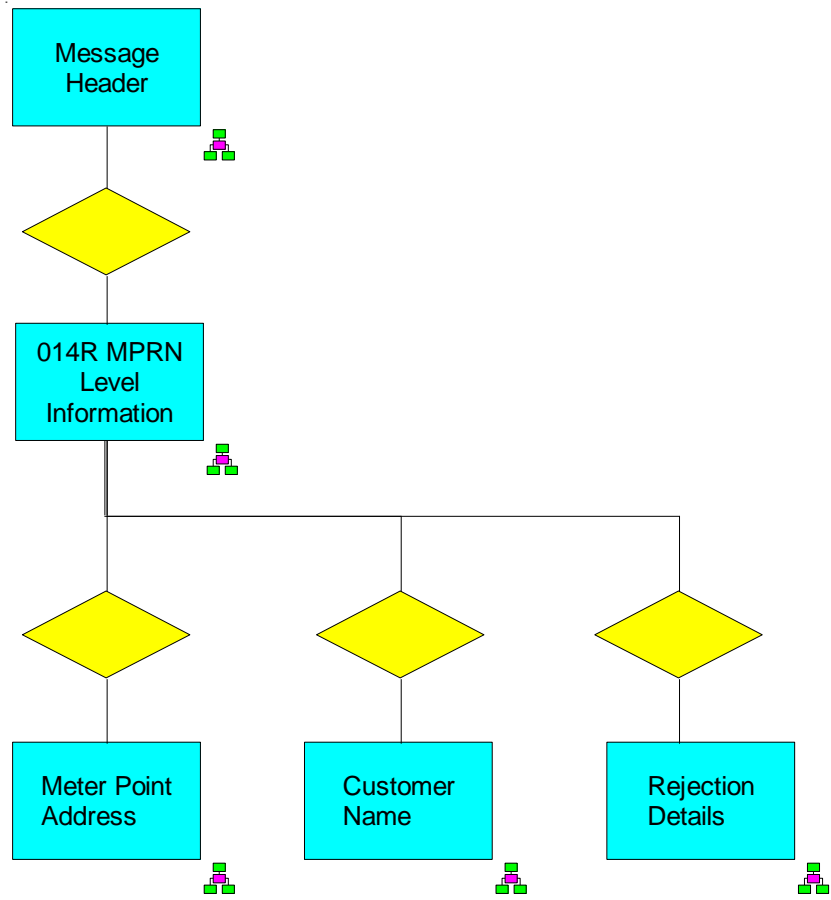 Message
Header
014R MPRN
Level
Information
Meter Point
Address
Customer
Name
Rejection
Details